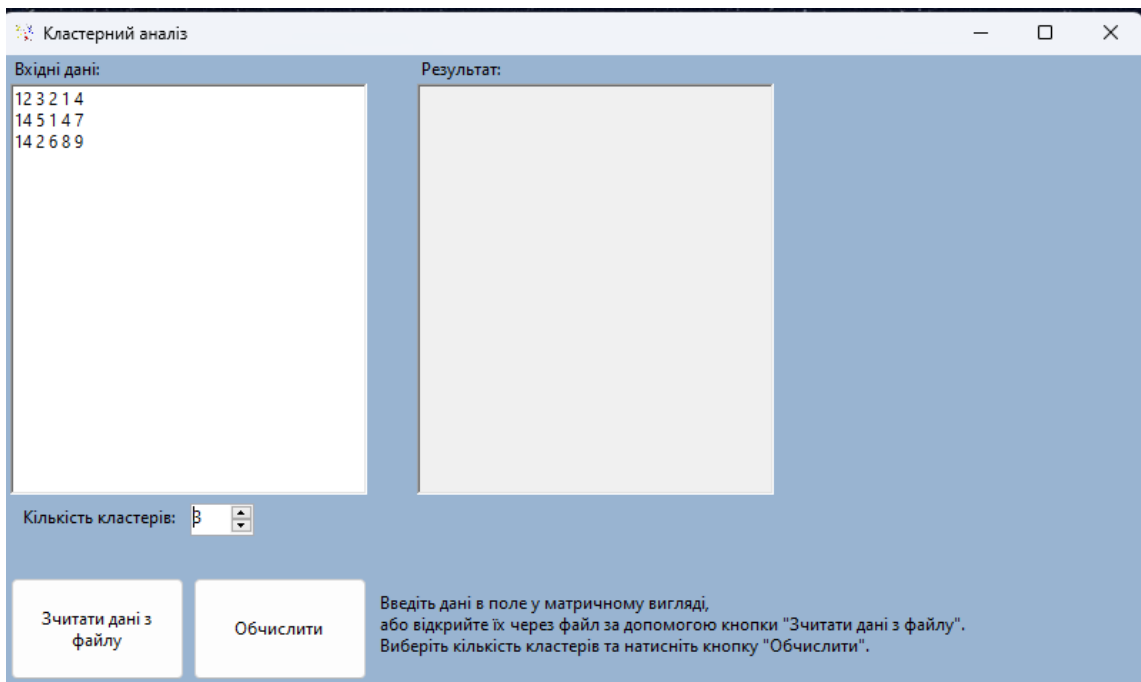 Кластерний аналіз
Вхідні дані:
Результат:
12 3 2 1 4
14 5 1 4 7
14 2 6 8 9
Кількість кластерів: 3
Зчитати дані з
файлу
Обчислити
Введіть дані в поле у матричному вигляді,
або відкрийте їх через файл за допомогою кнопки "Зчитати дані з файлу".
Виберіть кількість кластерів та натисніть кнопку "Обчислити".